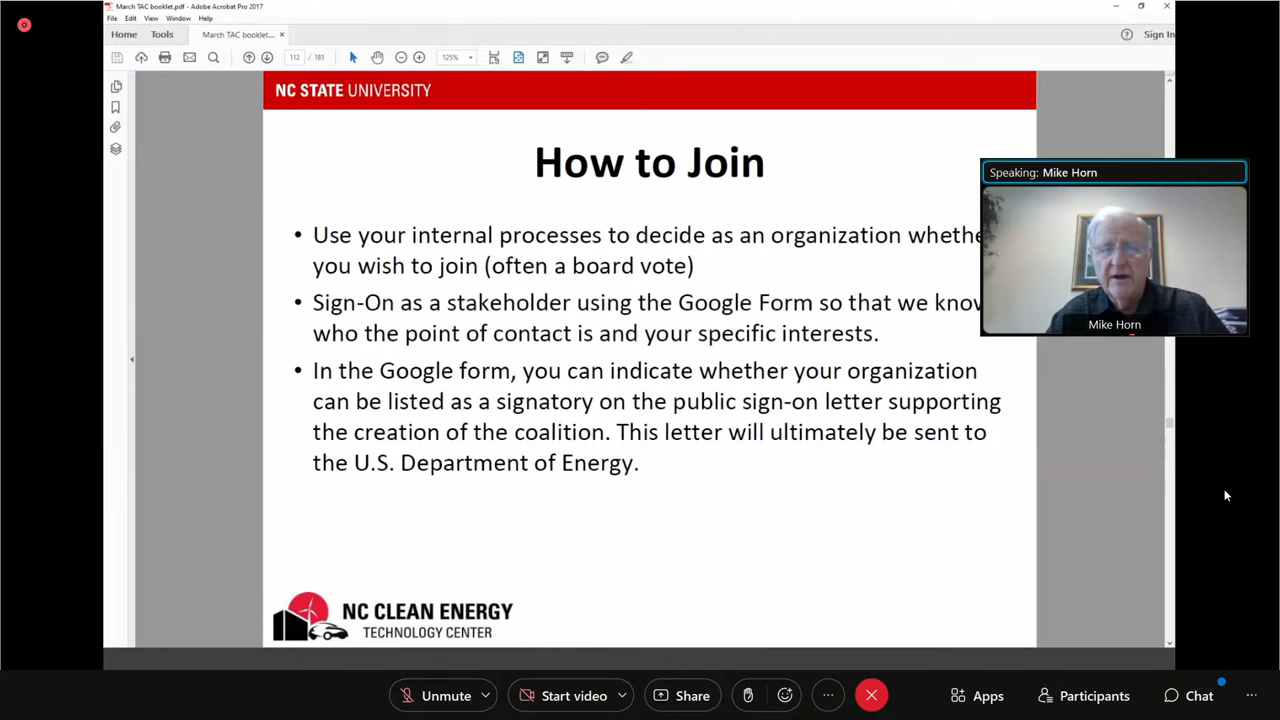 March TAC booklet.pdf - Adobe Acrobat Pro 2017
File Edit View Window Help
Home Tools March TAC booklet.... × Sign In
112 / 181 125%
NC STATE UNIVERSITY
How to Join
• Use your internal processes to decide as an organization whethe
you wish to join (often a board vote)
• Sign-On as a stakeholder using the Google Form so that we know
who the point of contact is and your specific interests.
• In the Google form, you can indicate whether your organization
can be listed as a signatory on the public sign-on letter supporting
the creation of the coalition. This letter will ultimately be sent to
the U.S. Department of Energy.
NC CLEAN ENERGY
TECHNOLOGY CENTER
Speaking: Mike Horn
Mike Horn
Unmute Start video Share Apps Participants Chat